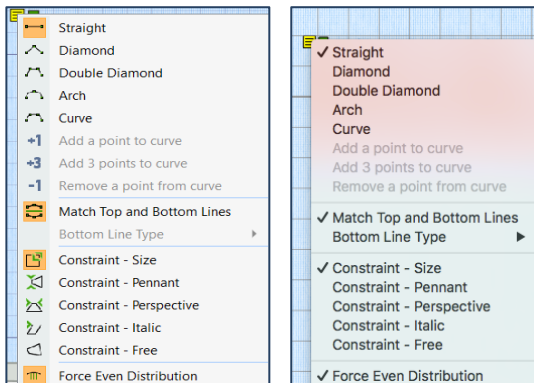 Straight
Diamond
Double Diamond
Arch
Curve
+1 Add a point to curve
+3 Add 3 points to curve
-1 Remove a point from curve
Match Top and Bottom Lines
Bottom Line Type
Constraint - Size
Constraint - Pennant
Constraint - Perspective
Constraint - Italic
Constraint - Free
Force Even Distribution
✓ Straight
Diamond
Double Diamond
Arch
Curve
Add a point to curve
Add 3 points to curve
Remove a point from curve
✓ Match Top and Bottom Lines
Bottom Line Type
✓ Constraint - Size
Constraint - Pennant
Constraint - Perspective
Constraint - Italic
Constraint - Free
✓ Force Even Distribution